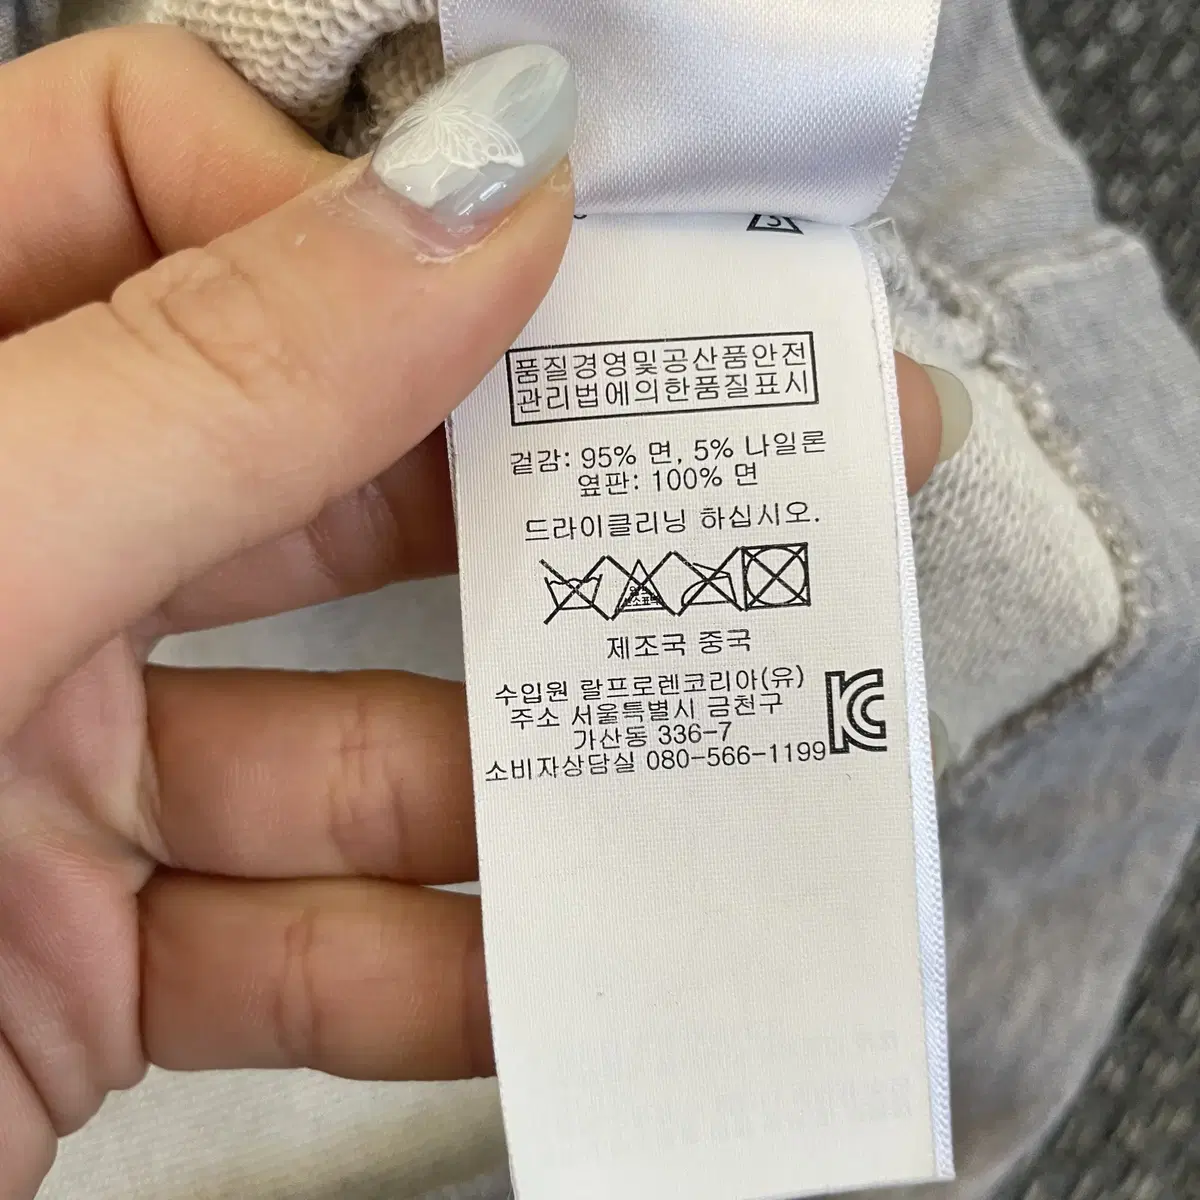 3
품질경영및공산품안전
관리법에의한품질표시
겉감: 95% 면, 5% 나일론
옆판: 100% 면
드라이클리닝 하십시오.
제조국 중국
수입원 랄프로렌코리아(유)
주소 서울특별시 금천구
가산동 336-7
소비자상담실 080-566-1199